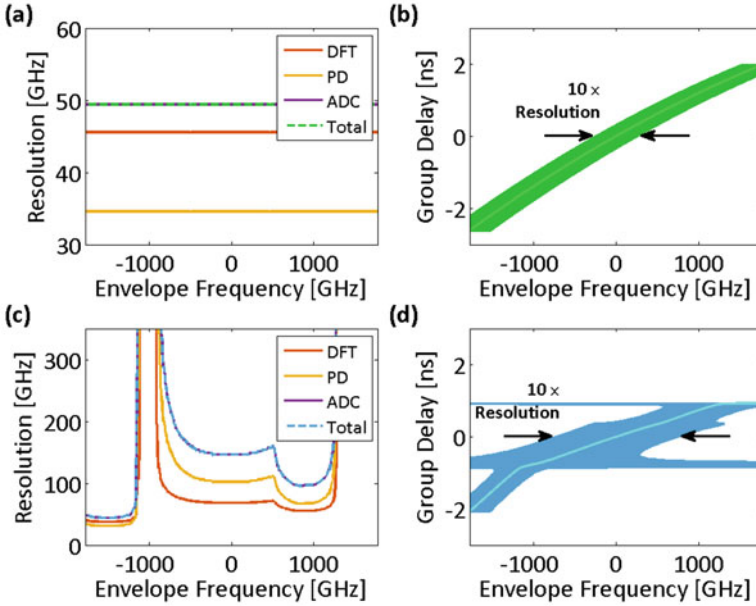 (a)
60
50
40
30
Resolution [GHz]
DFT
PD
ADC
Total
-1000
0
1000
Envelope Frequency [GHz]
(b)
2
0
-2
Group Delay [ns]
10 ×
Resolution
-1000
0
1000
Envelope Frequency [GHz]
(c)
300
200
100
0
Resolution [GHz]
DFT
PD
ADC
Total
-1000
0
1000
Envelope Frequency [GHz]
(d)
2
0
-2
Group Delay [ns]
10 ×
Resolution
-1000
0
1000
Envelope Frequency [GHz]